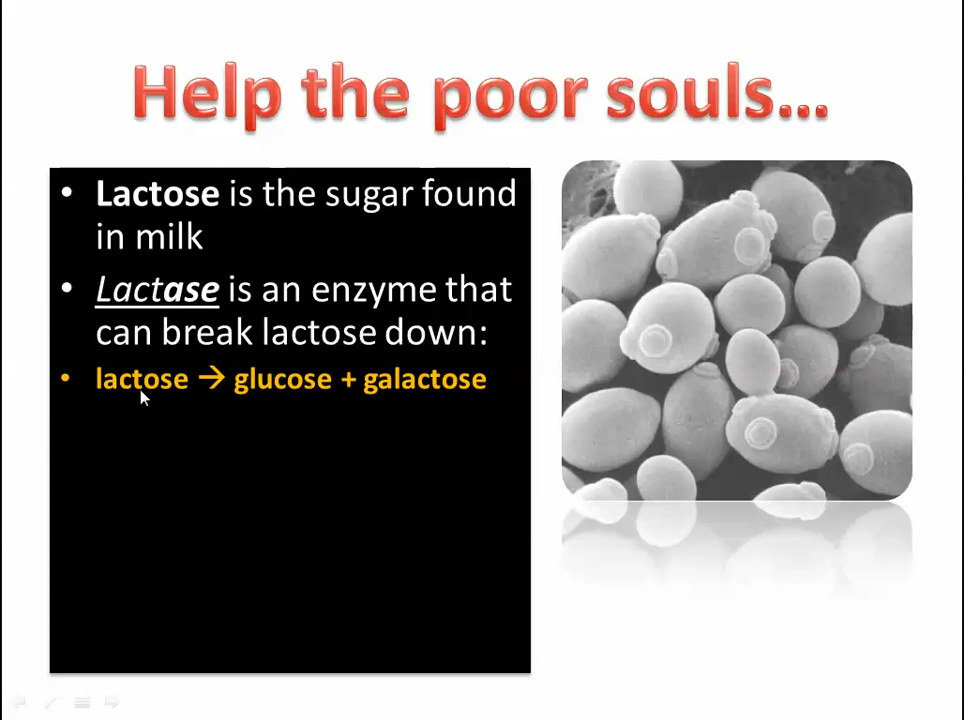 Help the poor souls...
• Lactose is the sugar found
in milk
• Lactase is an enzyme that
can break lactose down:
• lactose → glucose + galactose